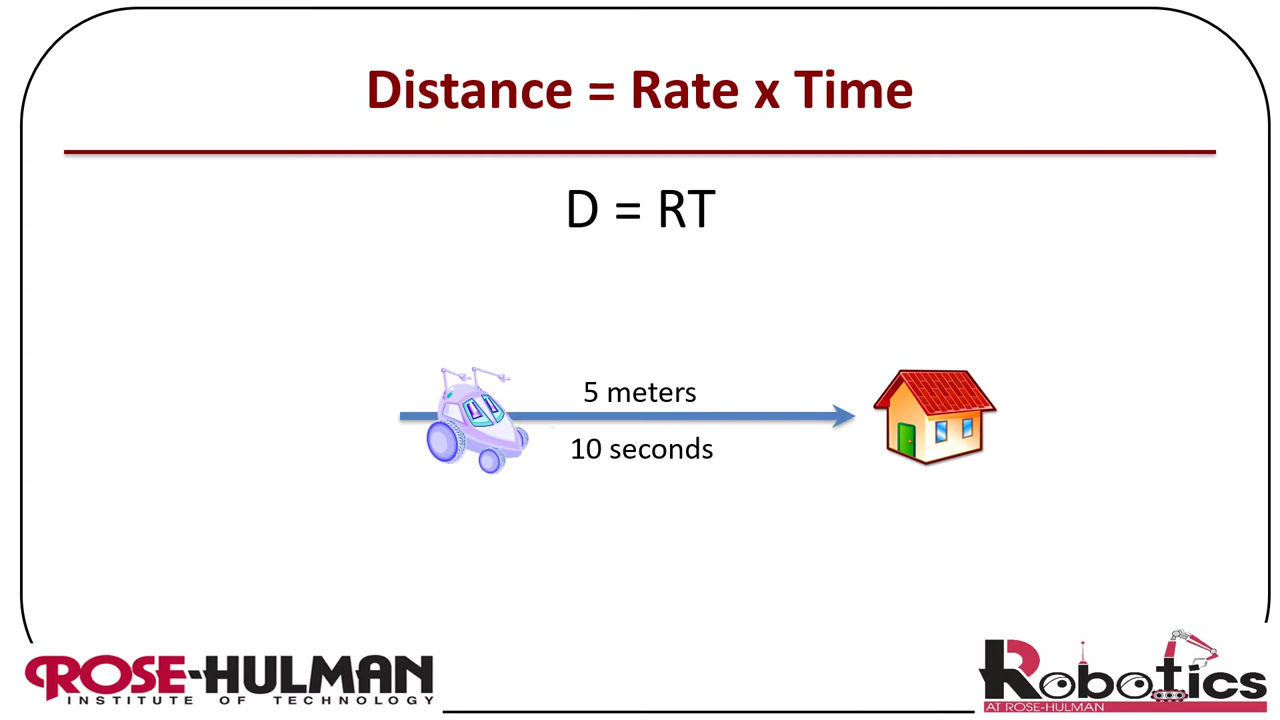 Distance = Rate x Time
D = RT
5 meters
10 seconds
ROSE-HULMAN
INSTITUTE OF TECHNOLOGY
Robotics
AT ROSE-HULMAN